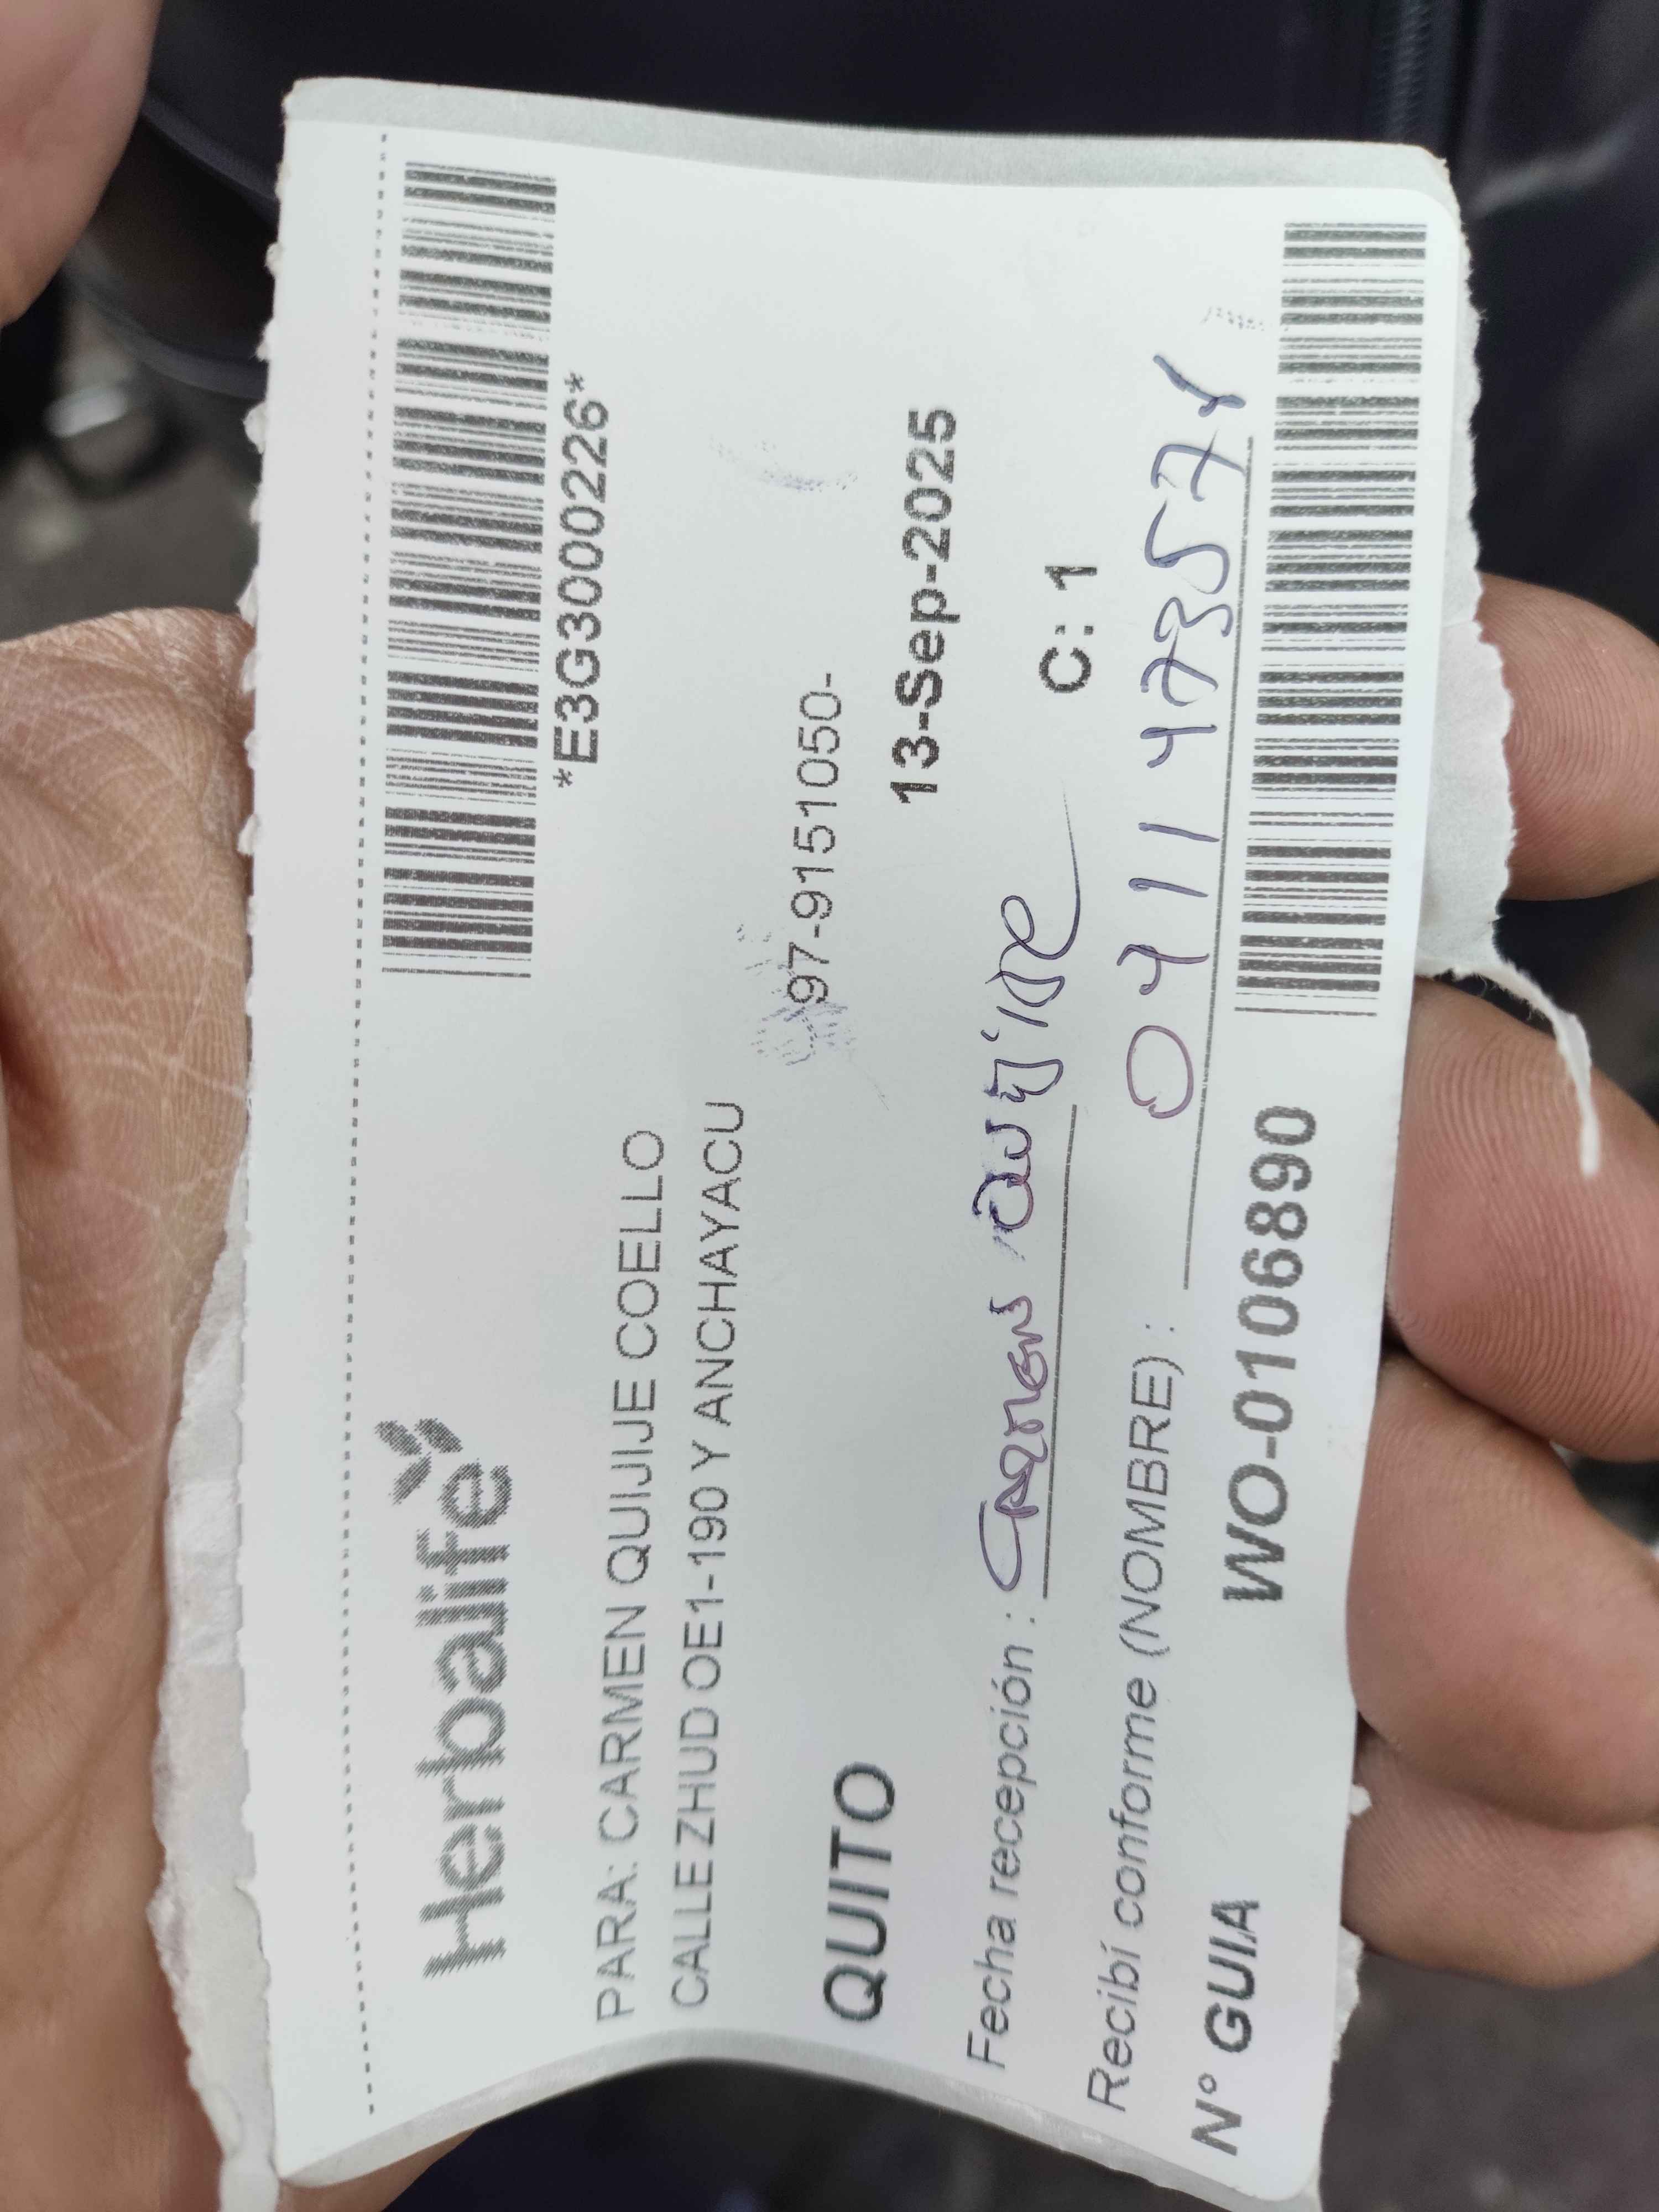 Herbalife
*E3G3000226*
PARA: CARMEN QUIJIJE COELLO
CALLE ZHUD OE1-190 Y ANCHAYACU
97-9151050-
QUITO 13-Sep-2025
Fecha recepción : Carmen C: 1
Recibí conforme (NOMBRE) :
N° GUIA WO-0106890